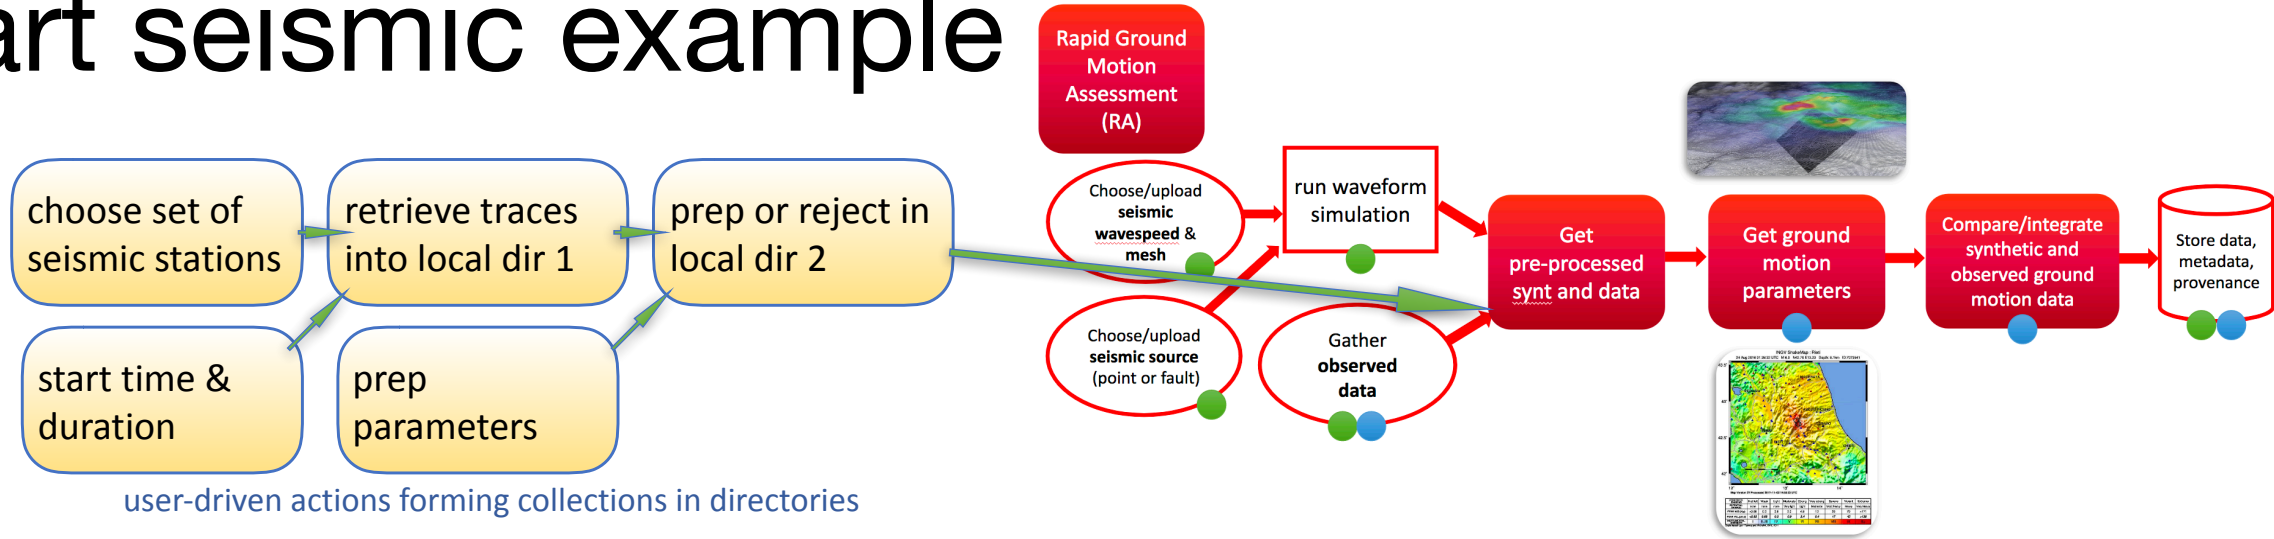 art seismic example
Rapid Ground
Motion
Assessment
(RA)
choose set of
seismic stations
retrieve traces
into local dir 1
prep or reject in
local dir 2
start time &
duration
prep
parameters
user-driven actions forming collections in directories
Choose/upload
seismic
wavespeed &
mesh
run waveform
simulation
Choose/upload
seismic source
(point or fault)
Gather
observed
data
Get
pre-processed
synt and data
Get ground
motion
parameters
Compare/integrate
synthetic and
observed ground
motion data
Store data,
metadata,
provenance